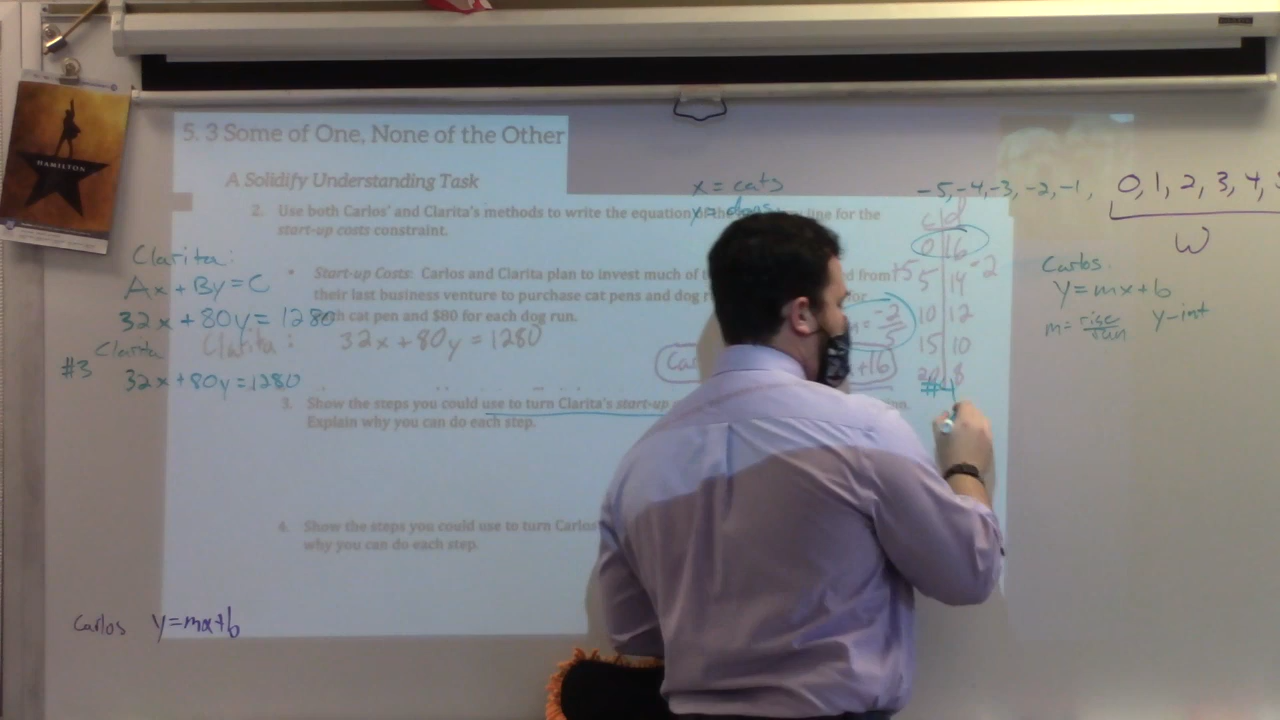 HAMILTON
5. 3 Some of One, None of the Other
A Solidify Understanding Task
x = cats
y = dogs
-5, -4, -3, -2, -1, 0, 1, 2, 3, 4,
W
2. Use both Carlos' and Clarita's methods to write the equation line for the
start-up costs constraint.
• Start-up Costs: Carlos and Clarita plan to invest much of from
their last business venture to purchase cat pens and dog
cat pen and $80 for each dog run.
Clarita: 32x + 80y = 1280
+16
3. Show the steps you could use to turn Clarita's start-up
Explain why you can do each step.
4. Show the steps you could use to turn Carlos'
why you can do each step.
Clarita:
Ax + By = C
32x + 80y = 1280
Clarita
#3 32x + 80y = 1280
Carlos y = mx + b
c d
0 16
+5 5 14 -2
10 12
15 10
20 8
-2/5
#4
Carlos:
y = mx + b
m = rise/run y-int